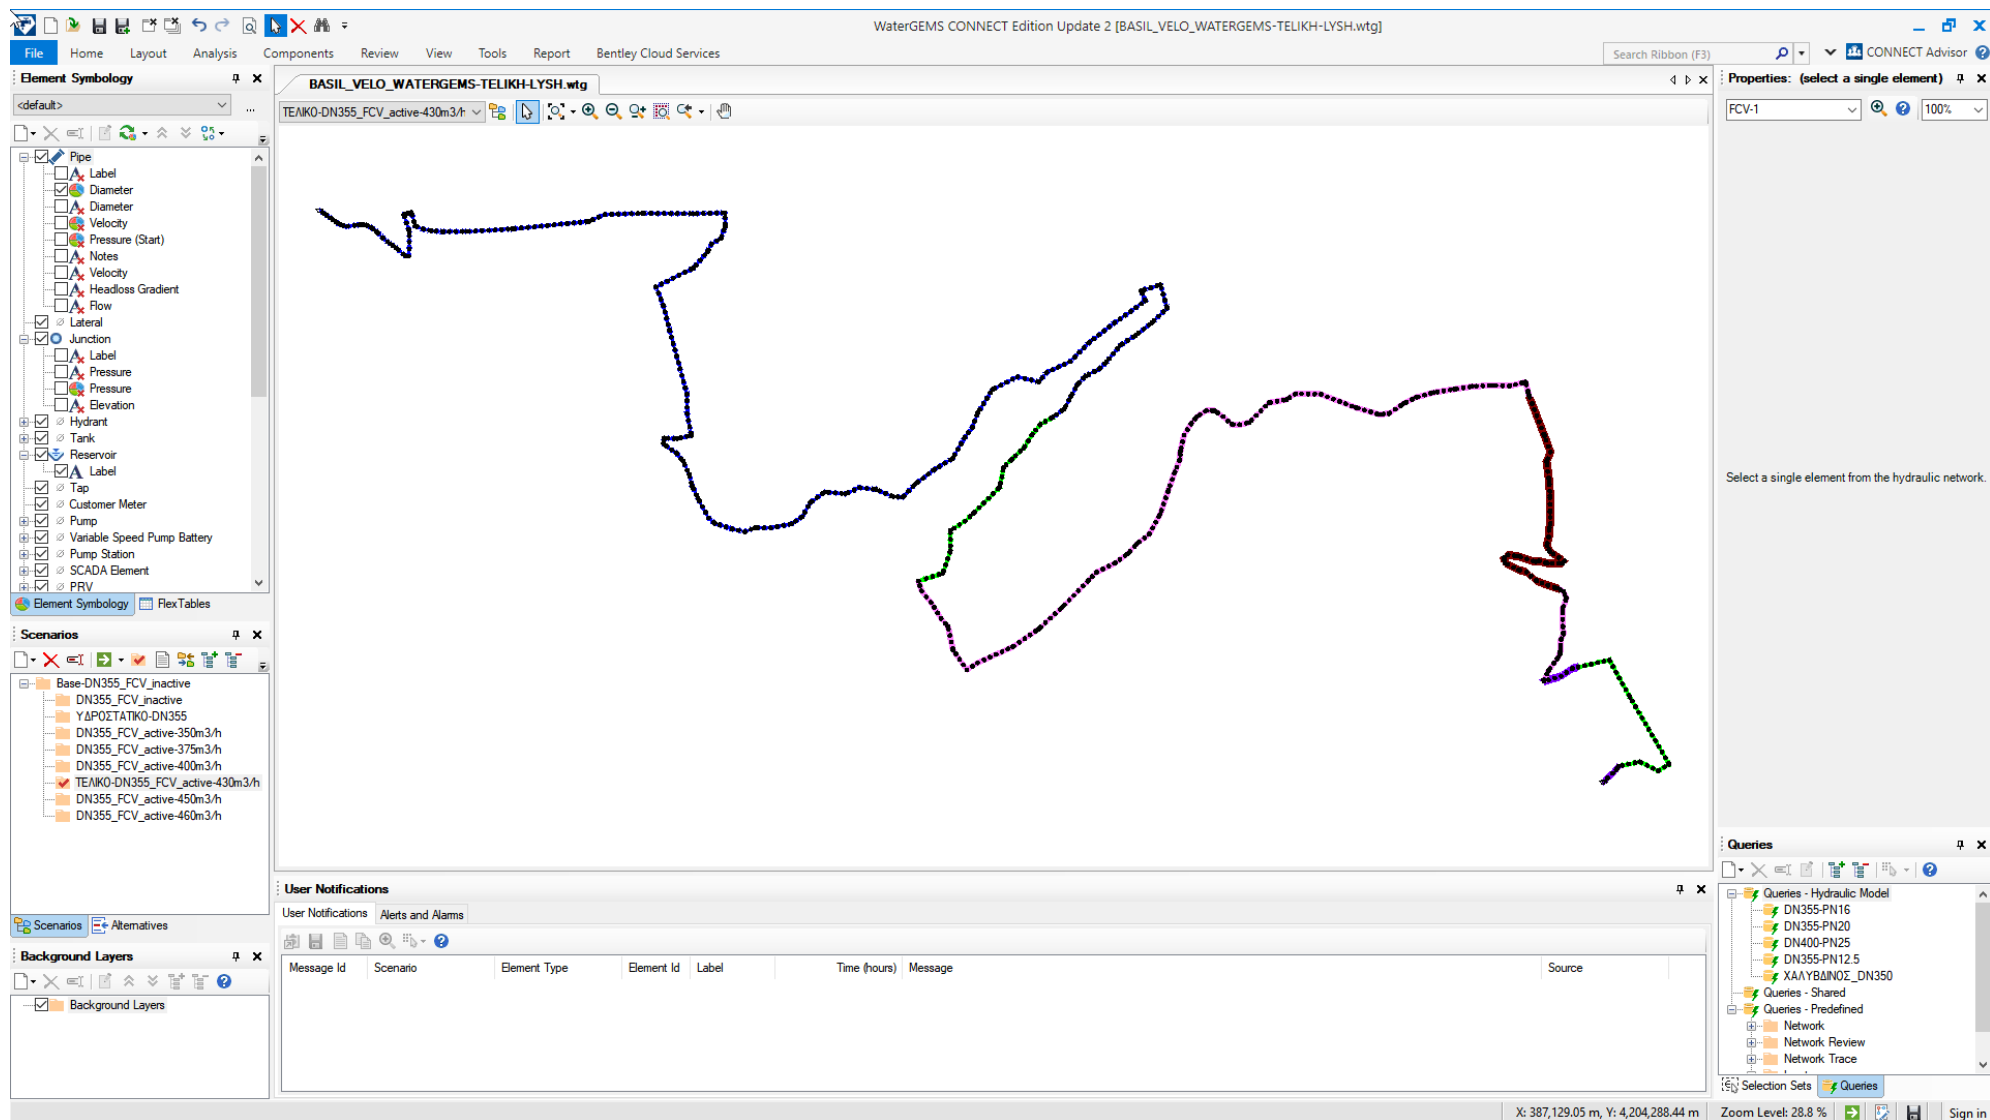 WaterGEMS CONNECT Edition Update 2 [BASIL_VELO_WATERGEMS-TELIKH-LYSH.wtg]
File Home Layout Analysis Components Review View Tools Report Bentley Cloud Services
Search Ribbon (F3)
CONNECT Advisor
Element Symbology
<default>
...
Pipe
Label
Diameter
Diameter
Velocity
Pressure (Start)
Notes
Velocity
Headloss Gradient
Flow
Lateral
Junction
Label
Pressure
Pressure
Elevation
Hydrant
Tank
Reservoir
Label
Tap
Customer Meter
Pump
Variable Speed Pump Battery
Pump Station
SCADA Element
PRV
Element Symbology FlexTables
Scenarios
Base-DN355_FCV_inactive
DN355_FCV_inactive
ΥΔΡΟΣΤΑΤΙΚΟ-DN355
DN355_FCV_active-350m3/h
DN355_FCV_active-375m3/h
DN355_FCV_active-400m3/h
ΤΕΛΙΚΟ-DN355_FCV_active-430m3/h
DN355_FCV_active-450m3/h
DN355_FCV_active-460m3/h
Scenarios Alternatives
Background Layers
Background Layers
BASIL_VELO_WATERGEMS-TELIKH-LYSH.wtg
ΤΕΛΙΚΟ-DN355_FCV_active-430m3/h
User Notifications
User Notifications Alerts and Alarms
Message Id Scenario Element Type Element Id Label Time (hours) Message Source
Properties: (select a single element)
FCV-1
100%
Select a single element from the hydraulic network.
Queries
Queries - Hydraulic Model
DN355-PN16
DN355-PN20
DN400-PN25
DN355-PN12.5
ΧΑΛΥΒΔΙΝΟΣ_DN350
Queries - Shared
Queries - Predefined
Network
Network Review
Network Trace
Selection Sets Queries
X: 387,129.05 m, Y: 4,204,288.44 m Zoom Level: 28.8 % Sign in